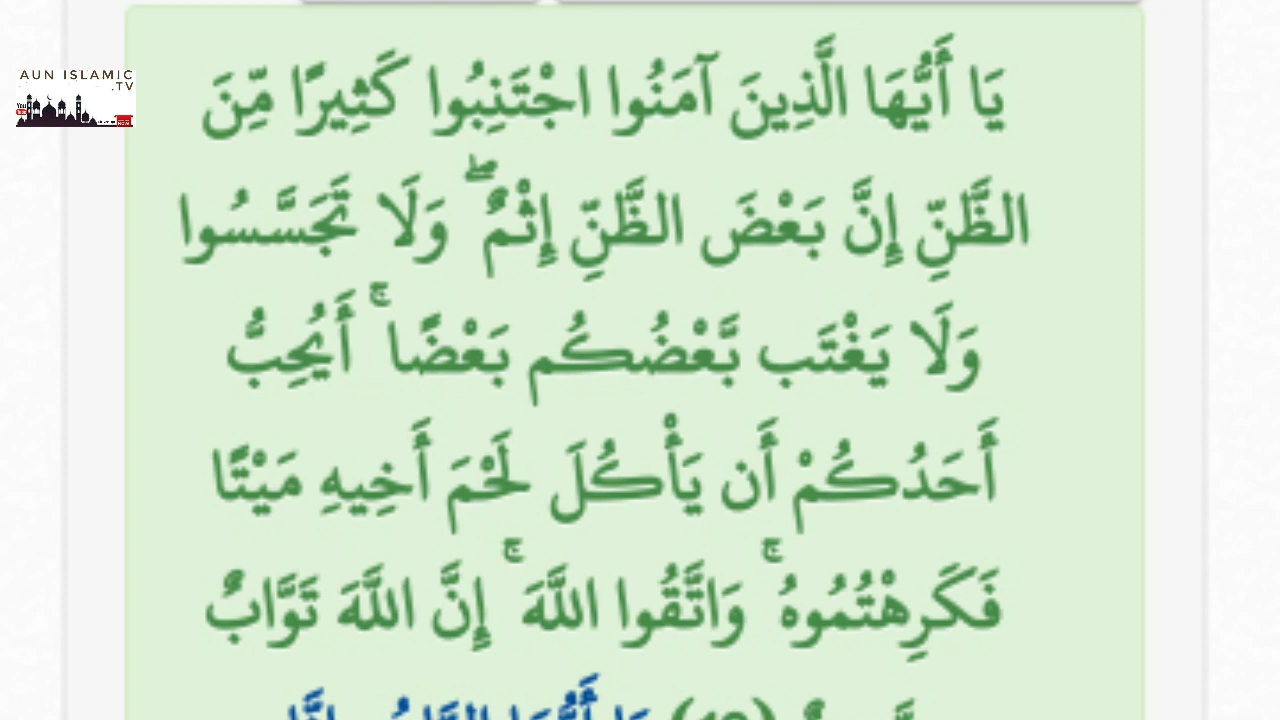 AUN ISLAMIC
.TV
يَا أَيُّهَا الَّذِينَ آمَنُوا اجْتَنِبُوا كَثِيرًا مِّنَ
الظَّنِّ إِنَّ بَعْضَ الظَّنِّ إِثْمٌ ۖ وَلَا تَجَسَّسُوا
وَلَا يَغْتَب بَّعْضُكُم بَعْضًا ۚ أَيُحِبُّ
أَحَدُكُمْ أَن يَأْكُلَ لَحْمَ أَخِيهِ مَيْتًا
فَكَرِهْتُمُوهُ ۚ وَاتَّقُوا اللَّهَ ۚ إِنَّ اللَّهَ تَوَّابٌ